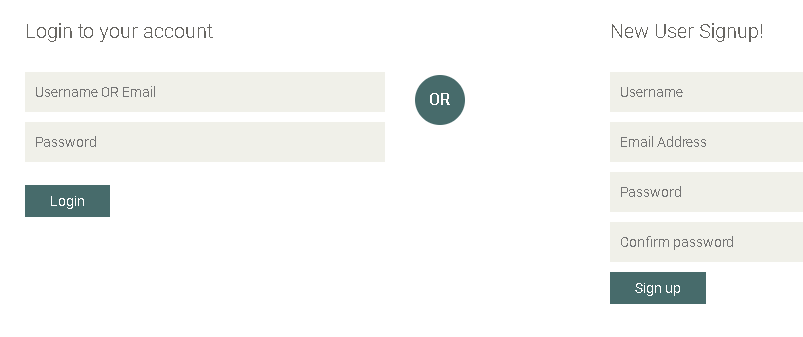 Login to your account
Username OR Email
Password
Login
OR
New User Signup!
Username
Email Address
Password
Confirm password
Sign up